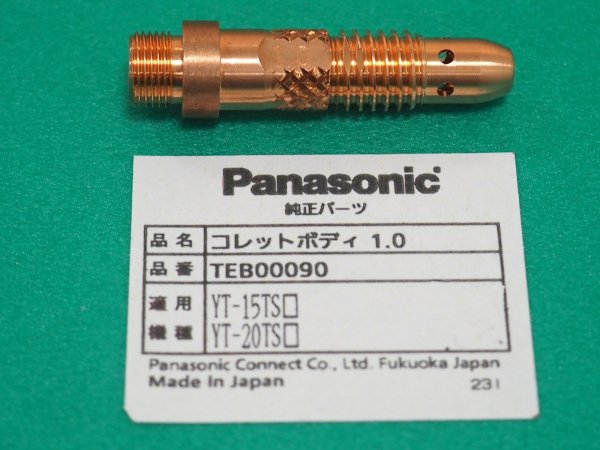 1.0
Panasonic
純正パーツ
品名 コレットボディ 1.0
品番 TEB00090
適用 YT-15TS□
機種 YT-20TS□
Panasonic Connect Co., Ltd. Fukuoka Japan
Made in Japan 231